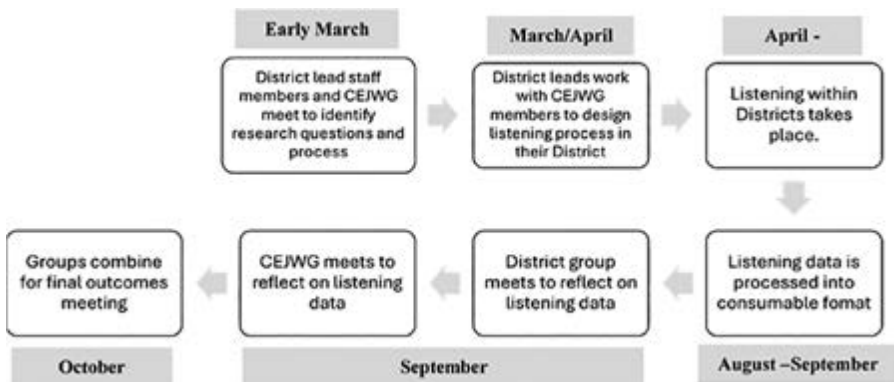 Early March
March/April
April -
District lead staff
members and CEJWG
meet to identify
research questions and
process
District leads work
with CEJWG
members to design
listening process in
their District
Listening within
Districts takes
place.
Groups combine
for final outcomes
meeting
CEJWG meets to
reflect on listening
data
District group
meets to reflect on
listening data
Listening data is
processed into
consumable fomat
October
September
August –September